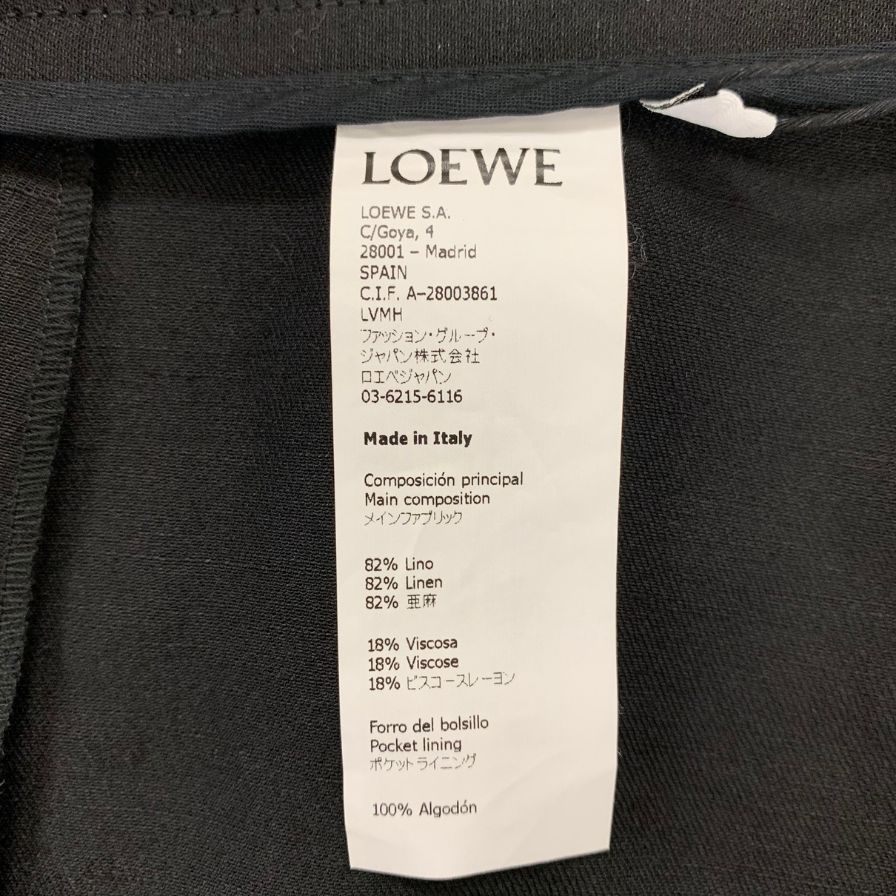 LOEWE
LOEWE S.A.
C/Goya, 4
28001 – Madrid
SPAIN
C.I.F. A–28003861
LVMH
ファッション・グループ・
ジャパン株式会社
ロエベジャパン
03-6215-6116
Made in Italy
Composición principal
Main composition
メインファブリック
82% Lino
82% Linen
82% 亜麻
18% Viscosa
18% Viscose
18% ビスコースレーヨン
Forro del bolsillo
Pocket lining
ポケットライニング
100% Algodón